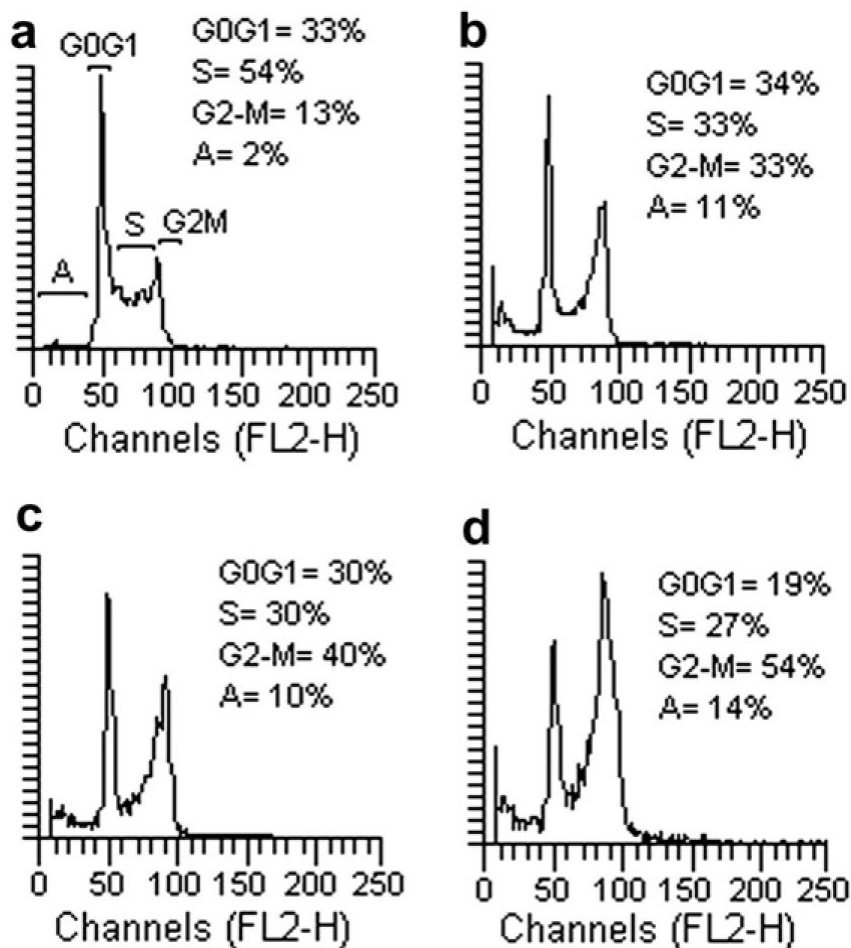 a
G0G1
G0G1= 33%
S= 54%
G2-M= 13%
A= 2%
A
S
G2M
0 50 100 150 200 250
Channels (FL2-H)
b
G0G1= 34%
S= 33%
G2-M= 33%
A= 11%
0 50 100 150 200 250
Channels (FL2-H)
c
G0G1= 30%
S= 30%
G2-M= 40%
A= 10%
0 50 100 150 200 250
Channels (FL2-H)
d
G0G1= 19%
S= 27%
G2-M= 54%
A= 14%
0 50 100 150 200 250
Channels (FL2-H)